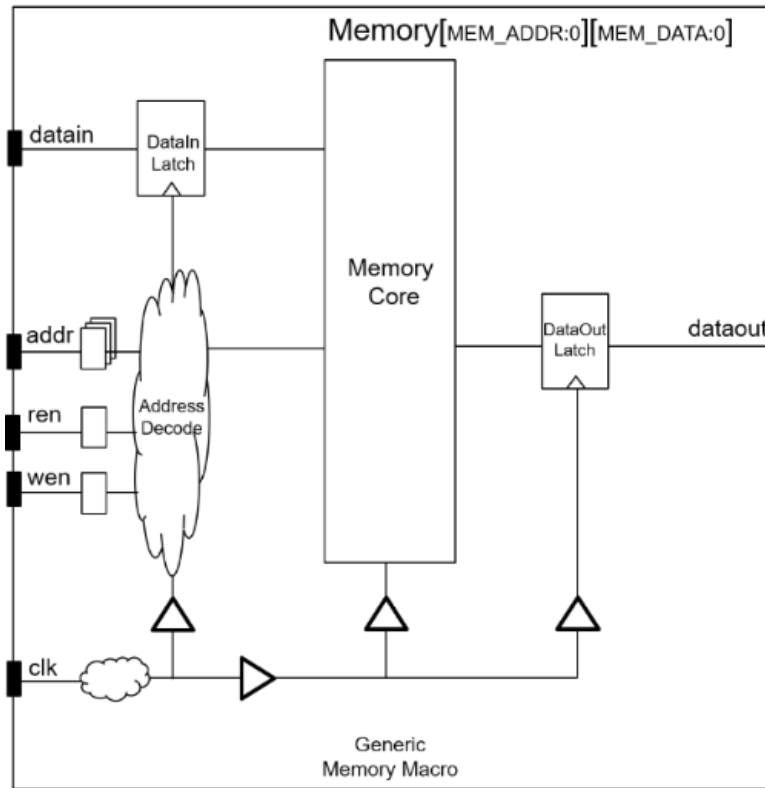 Memory[MEM_ADDR:0][MEM_DATA:0]
datain
DataIn
Latch
Memory
Core
addr
DataOut
Latch
dataout
ren
Address
Decode
wen
clk
Generic
Memory Macro